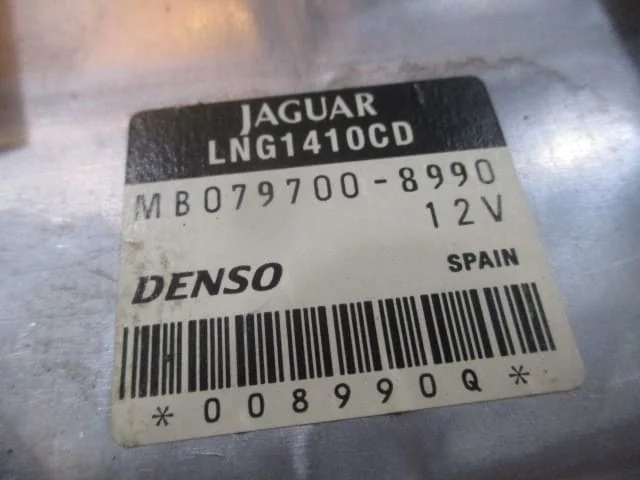 JAGUAR
LNG1410CD
MB079700-8990
12V
DENSO SPAIN
*008990Q*